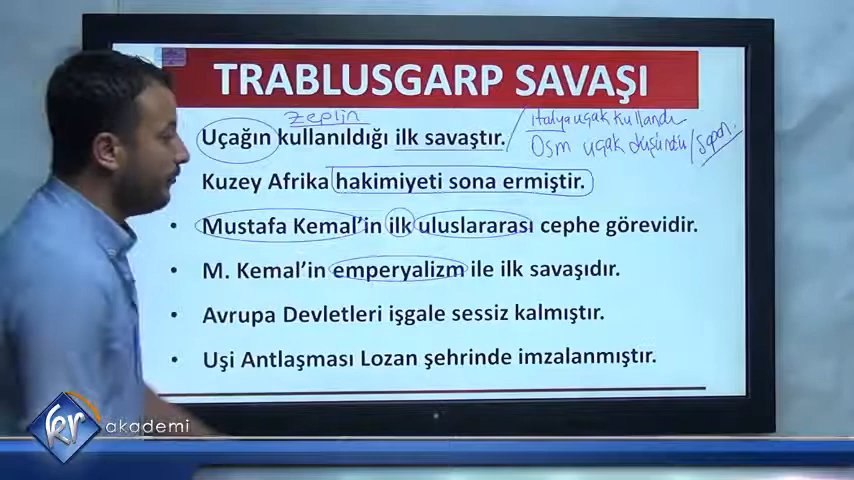 TRABLUSGARP SAVAŞI
zeplin
italya uçak kullandı
Uçağın kullanıldığı ilk savaştır.
Osm uçak düşürdü
Kuzey Afrika hakimiyeti sona ermiştir.
• Mustafa Kemal'in ilk uluslararası cephe görevidir.
• M. Kemal'in emperyalizm ile ilk savaşıdır.
• Avrupa Devletleri işgale sessiz kalmıştır.
• Uşi Antlaşması Lozan şehrinde imzalanmıştır.
kr akademi